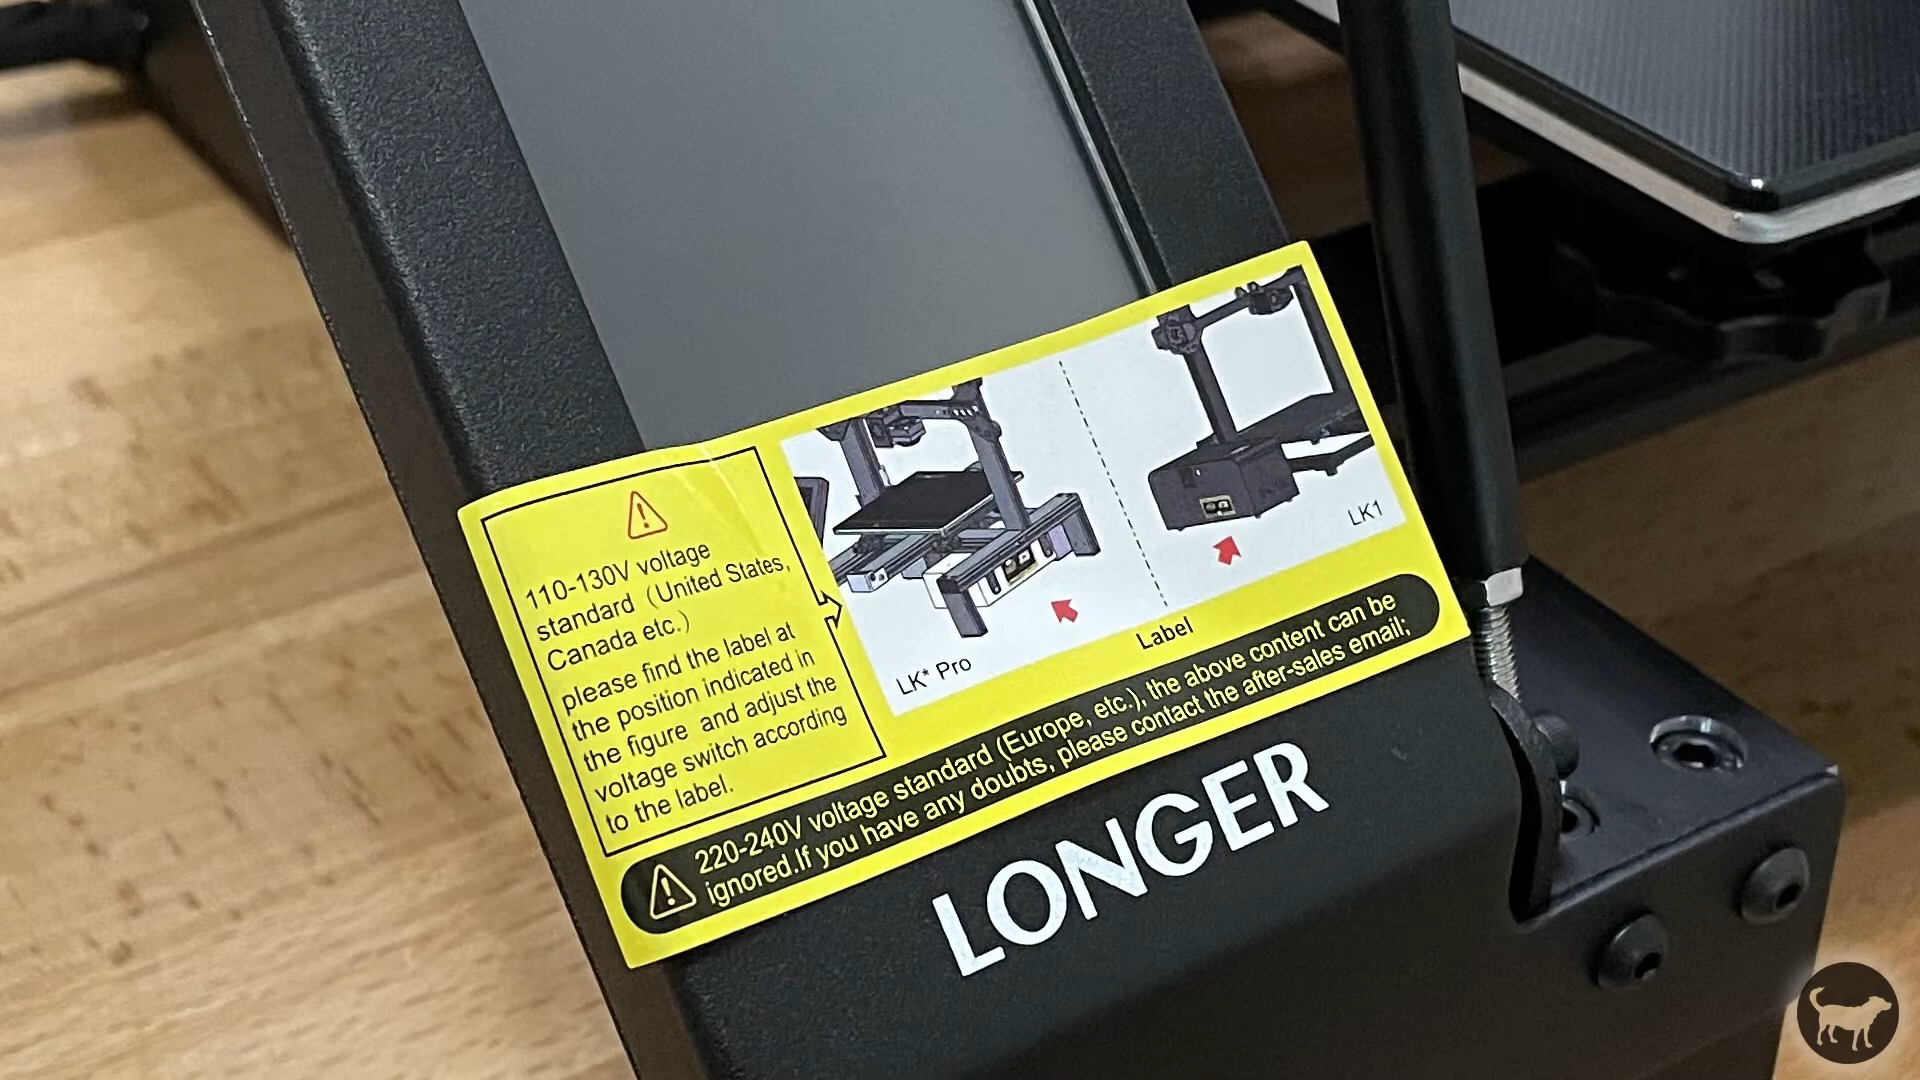 110-130V voltage
standard (United States,
Canada etc.)
please find the label at
the position indicated in
the figure and adjust the
voltage switch according
to the label.
LK* Pro
LK1
Label
220-240V voltage standard (Europe, etc.), the above content can be
ignored.If you have any doubts, please contact the after-sales email;
LONGER